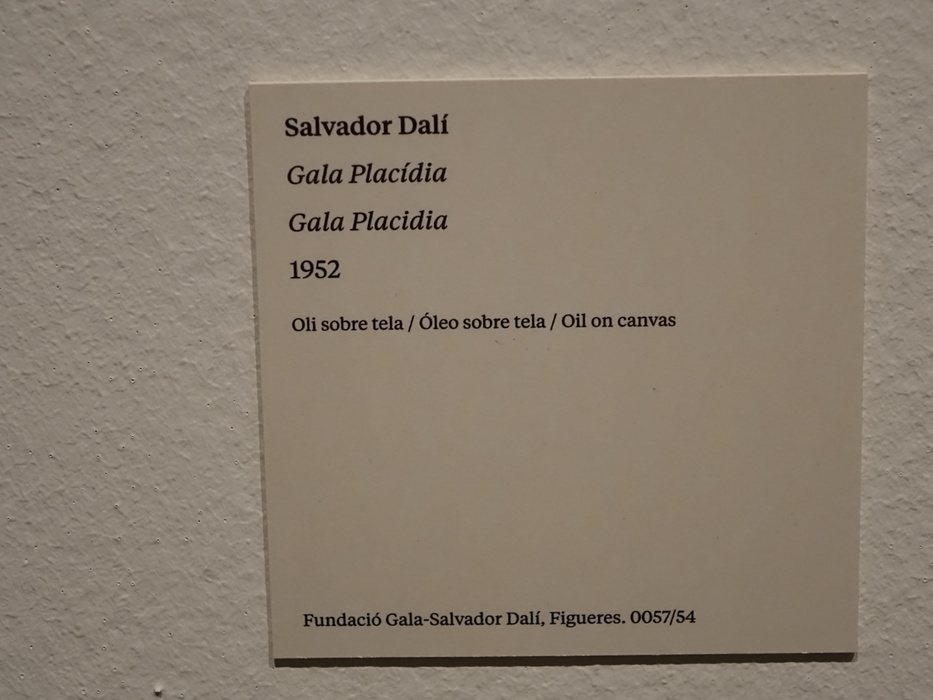 Salvador Dalí
Gala Placídia
Gala Placidia
1952
Oli sobre tela / Óleo sobre tela / Oil on canvas
Fundació Gala-Salvador Dalí, Figueres. 0057/54